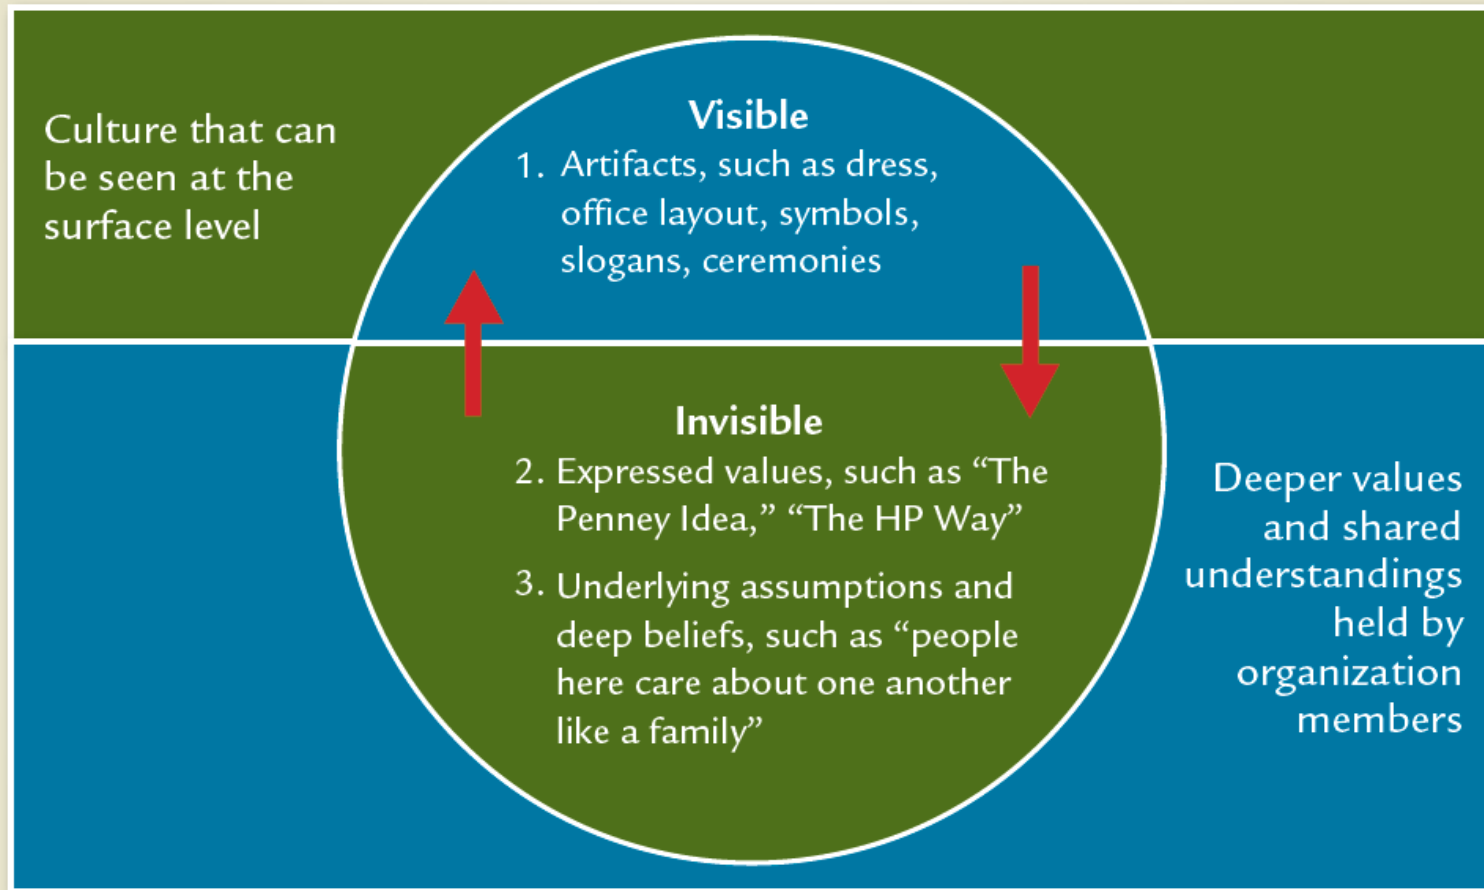 Culture that can
be seen at the
surface level
Visible
1. Artifacts, such as dress,
office layout, symbols,
slogans, ceremonies
Invisible
2. Expressed values, such as “The
Penney Idea,” “The HP Way”
3. Underlying assumptions and
deep beliefs, such as “people
here care about one another
like a family”
Deeper values
and shared
understandings
held by
organization
members